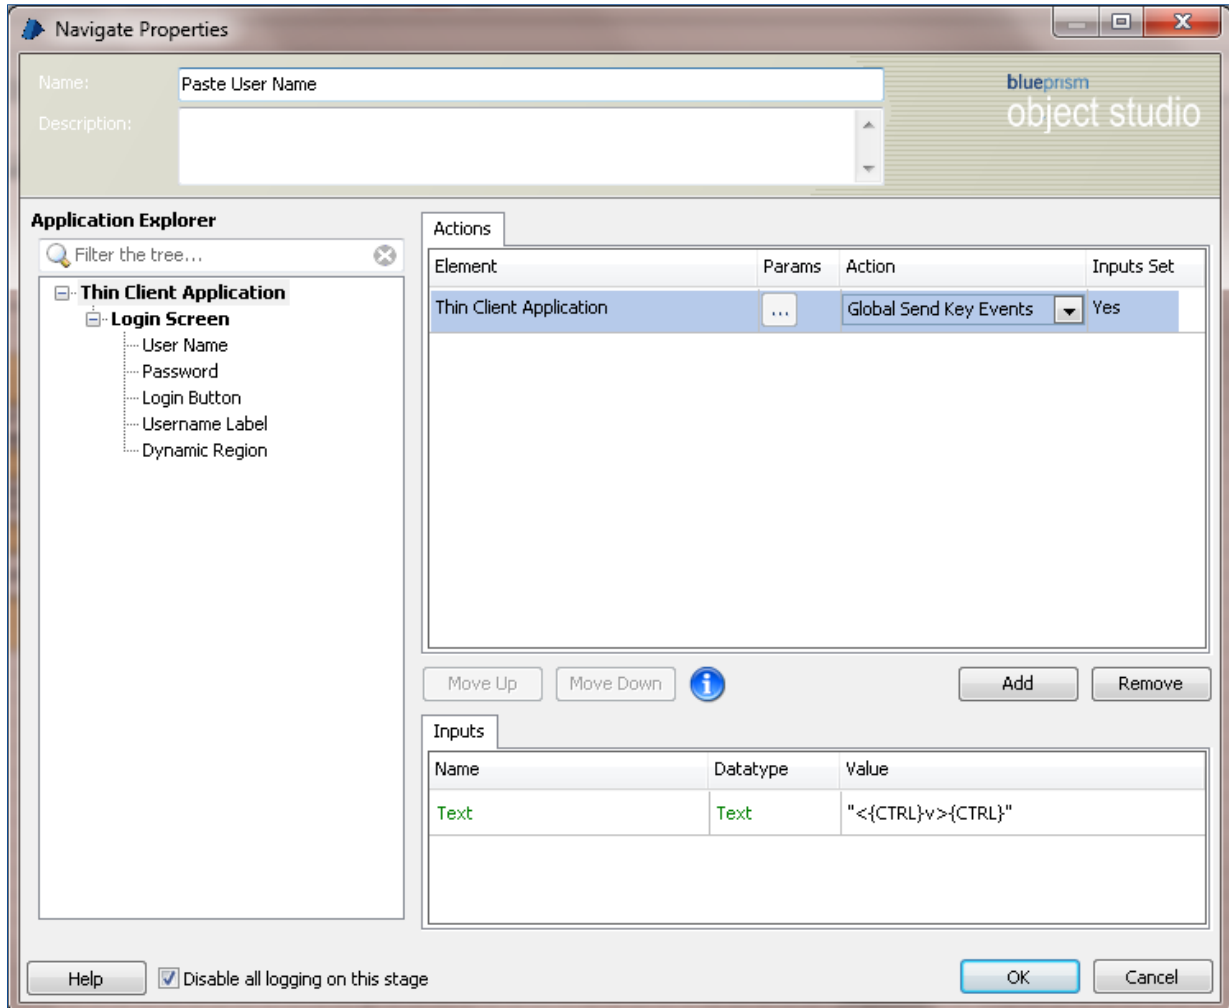 Navigate Properties
Name:
Paste User Name
blueprism
object studio
Description:
Application Explorer
Filter the tree...
Thin Client Application
Login Screen
User Name
Password
Login Button
Username Label
Dynamic Region
Actions
Element Params Action Inputs Set
Thin Client Application ... Global Send Key Events Yes
Move Up Move Down i Add Remove
Inputs
Name Datatype Value
Text Text "<{CTRL}v>{CTRL}"
Help Disable all logging on this stage OK Cancel